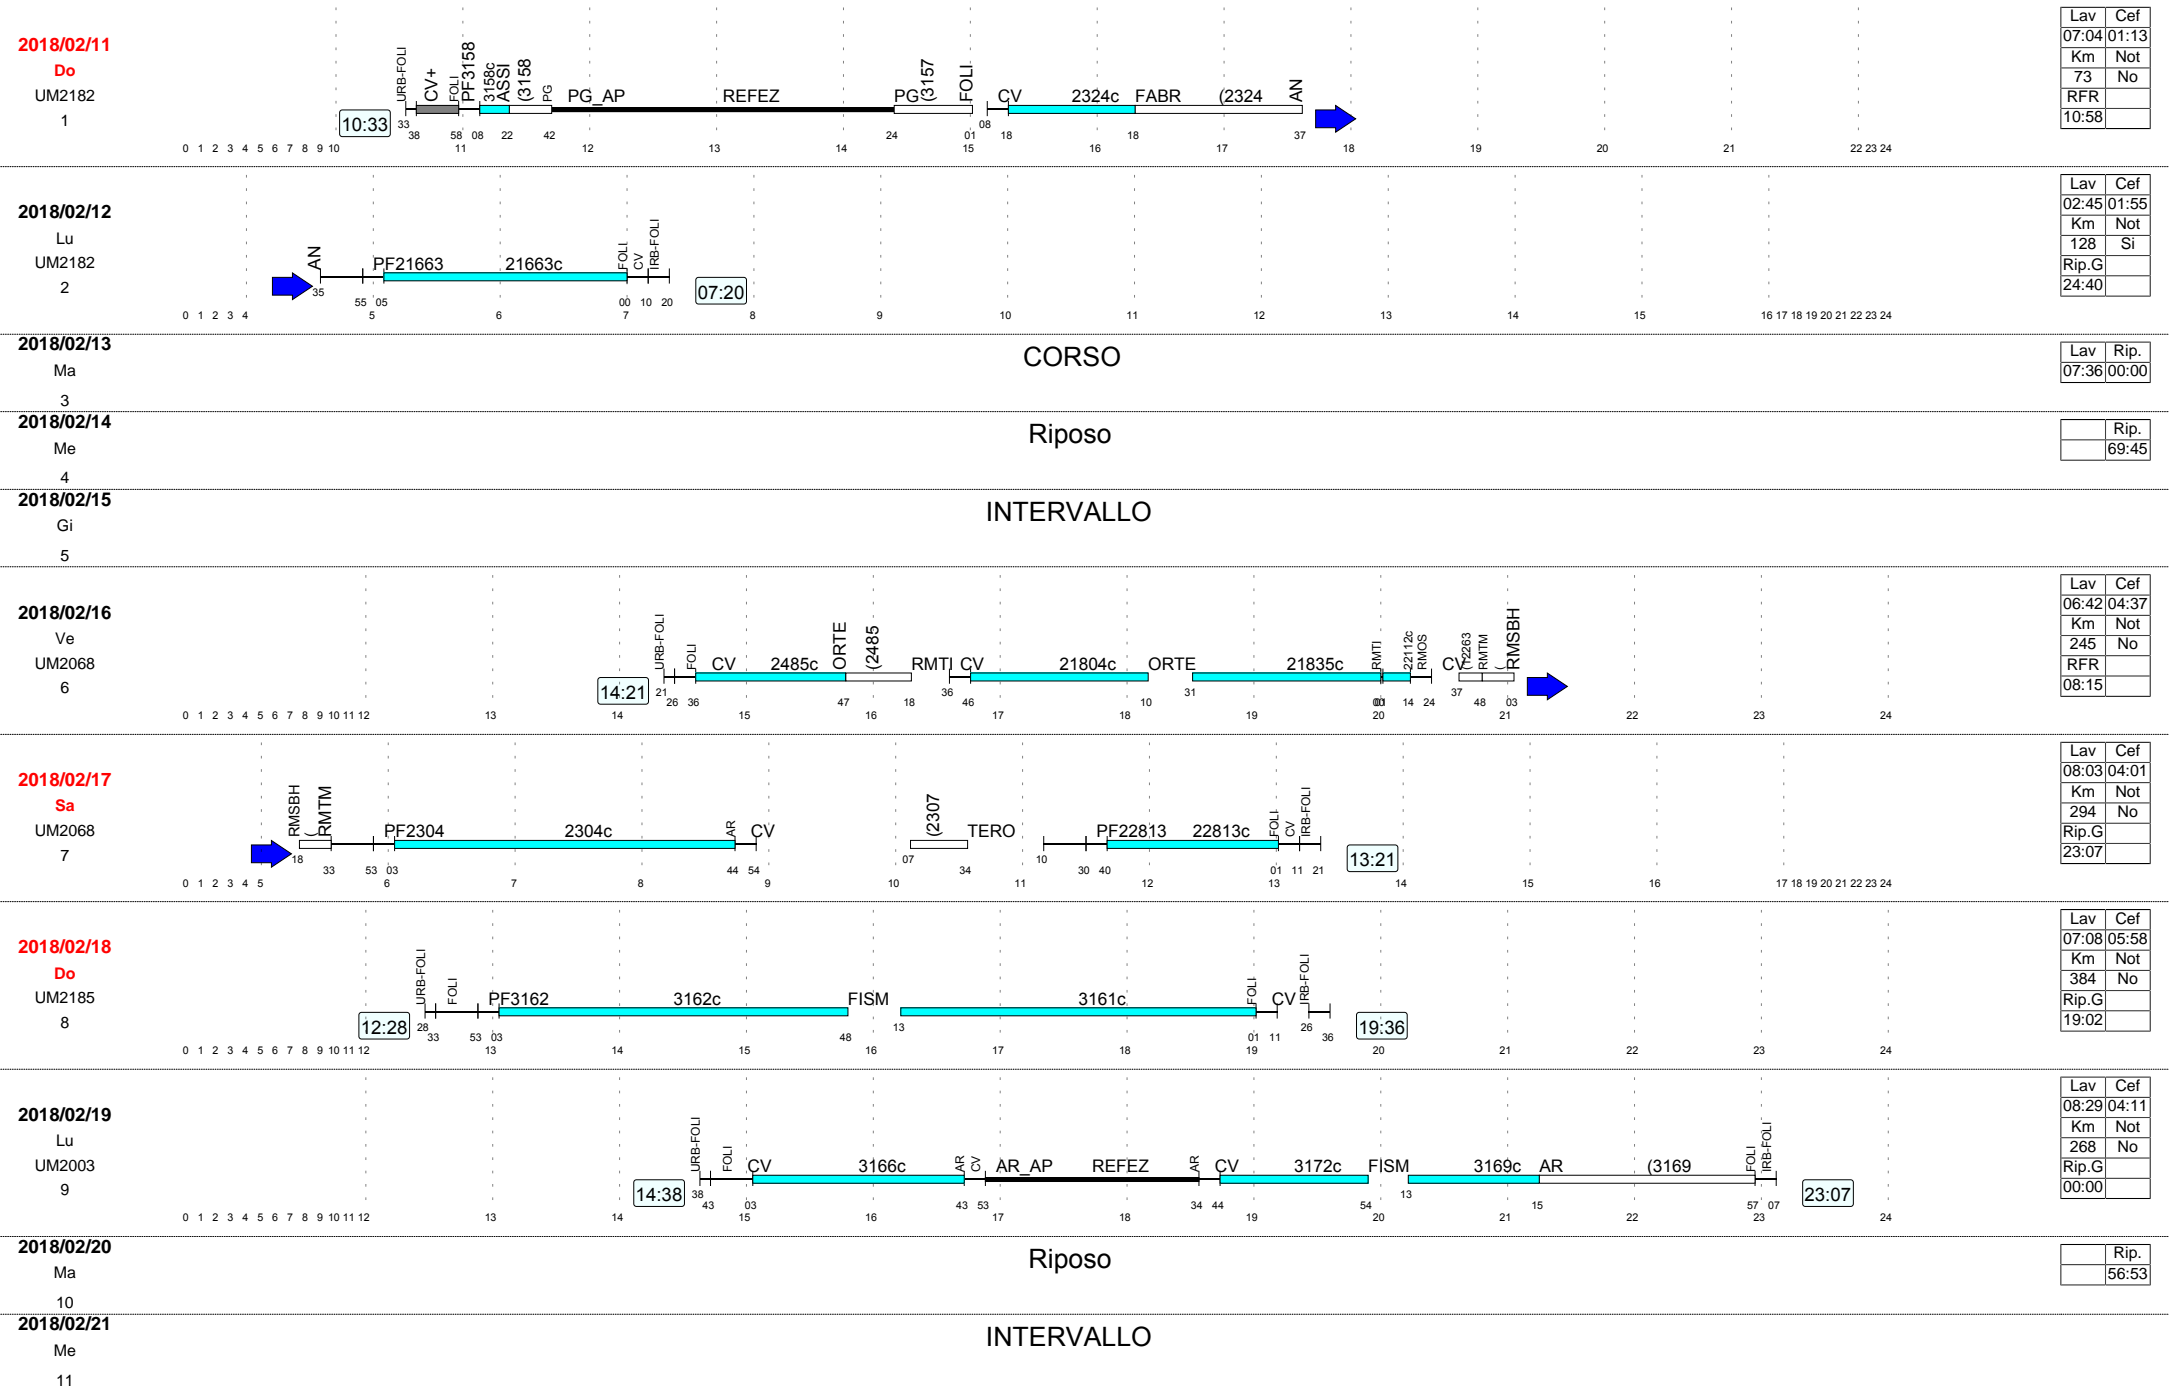 2018/02/11
Do
UM2182
1
10:33
URB-FOLI CV+ FOLI PF3158 3158c ASSI (3158 PG PG_AP REFEZ PG (3157 FOLI CV 2324c FABR (2324 AN
33 38 58 08 22 42 24 01 08 18 18 37
0 1 2 3 4 5 6 7 8 9 10 11 12 13 14 15 16 17 18 19 20 21 22 23 24
Lav Cef
07:04 01:13
Km Not
73 No
RFR
10:58
2018/02/12
Lu
UM2182
2
AN PF21663 21663c FOLI CV IRB-FOLI
35 55 05 00 10 20
07:20
0 1 2 3 4 5 6 7 8 9 10 11 12 13 14 15 16 17 18 19 20 21 22 23 24
Lav Cef
02:45 01:55
Km Not
128 Si
Rip.G
24:40
2018/02/13
Ma
3
CORSO
Lav Rip.
07:36 00:00
2018/02/14
Me
4
Riposo
Rip.
69:45
2018/02/15
Gi
5
INTERVALLO
2018/02/16
Ve
UM2068
6
14:21
URB-FOLI FOLI CV 2485c ORTE (2485 RMTI CV 21804c ORTE 21835c RMTI 22112c RMOS CV (12263 RMTM ( RMSBH
21 26 36 47 18 36 46 10 31 14 24 37 48 03
0 1 2 3 4 5 6 7 8 9 10 11 12 13 14 15 16 17 18 19 20 21 22 23 24
Lav Cef
06:42 04:37
Km Not
245 No
RFR
08:15
2018/02/17
Sa
UM2068
7
RMSBH ( RMTM PF2304 2304c AR CV (2307 TERO PF22813 22813c FOLI CV IRB-FOLI
18 33 53 03 44 54 07 34 10 30 40 01 11 21
13:21
0 1 2 3 4 5 6 7 8 9 10 11 12 13 14 15 16 17 18 19 20 21 22 23 24
Lav Cef
08:03 04:01
Km Not
294 No
Rip.G
23:07
2018/02/18
Do
UM2185
8
12:28
URB-FOLI FOLI PF3162 3162c FISM 3161c FOLI CV IRB-FOLI
28 33 53 03 48 13 01 11 26 36
19:36
0 1 2 3 4 5 6 7 8 9 10 11 12 13 14 15 16 17 18 19 20 21 22 23 24
Lav Cef
07:08 05:58
Km Not
384 No
Rip.G
19:02
2018/02/19
Lu
UM2003
9
14:38
URB-FOLI FOLI CV 3166c AR CV AR_AP REFEZ AR CV 3172c FISM 3169c AR (3169 FOLI IRB-FOLI
38 43 03 43 53 34 44 54 13 15 57 07
23:07
0 1 2 3 4 5 6 7 8 9 10 11 12 13 14 15 16 17 18 19 20 21 22 23 24
Lav Cef
08:29 04:11
Km Not
268 No
Rip.G
00:00
2018/02/20
Ma
10
Riposo
Rip.
56:53
2018/02/21
Me
11
INTERVALLO